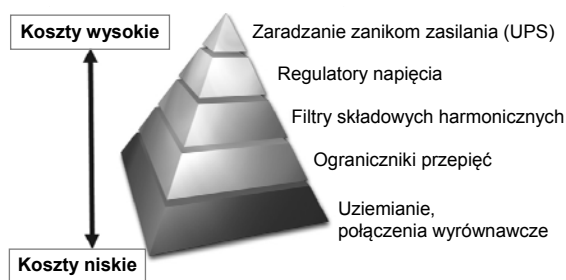 Koszty wysokie
Zaradzanie zanikom zasilania (UPS)
Regulatory napięcia
Filtry składowych harmonicznych
Ograniczniki przepięć
Uziemianie,
połączenia wyrównawcze
Koszty niskie